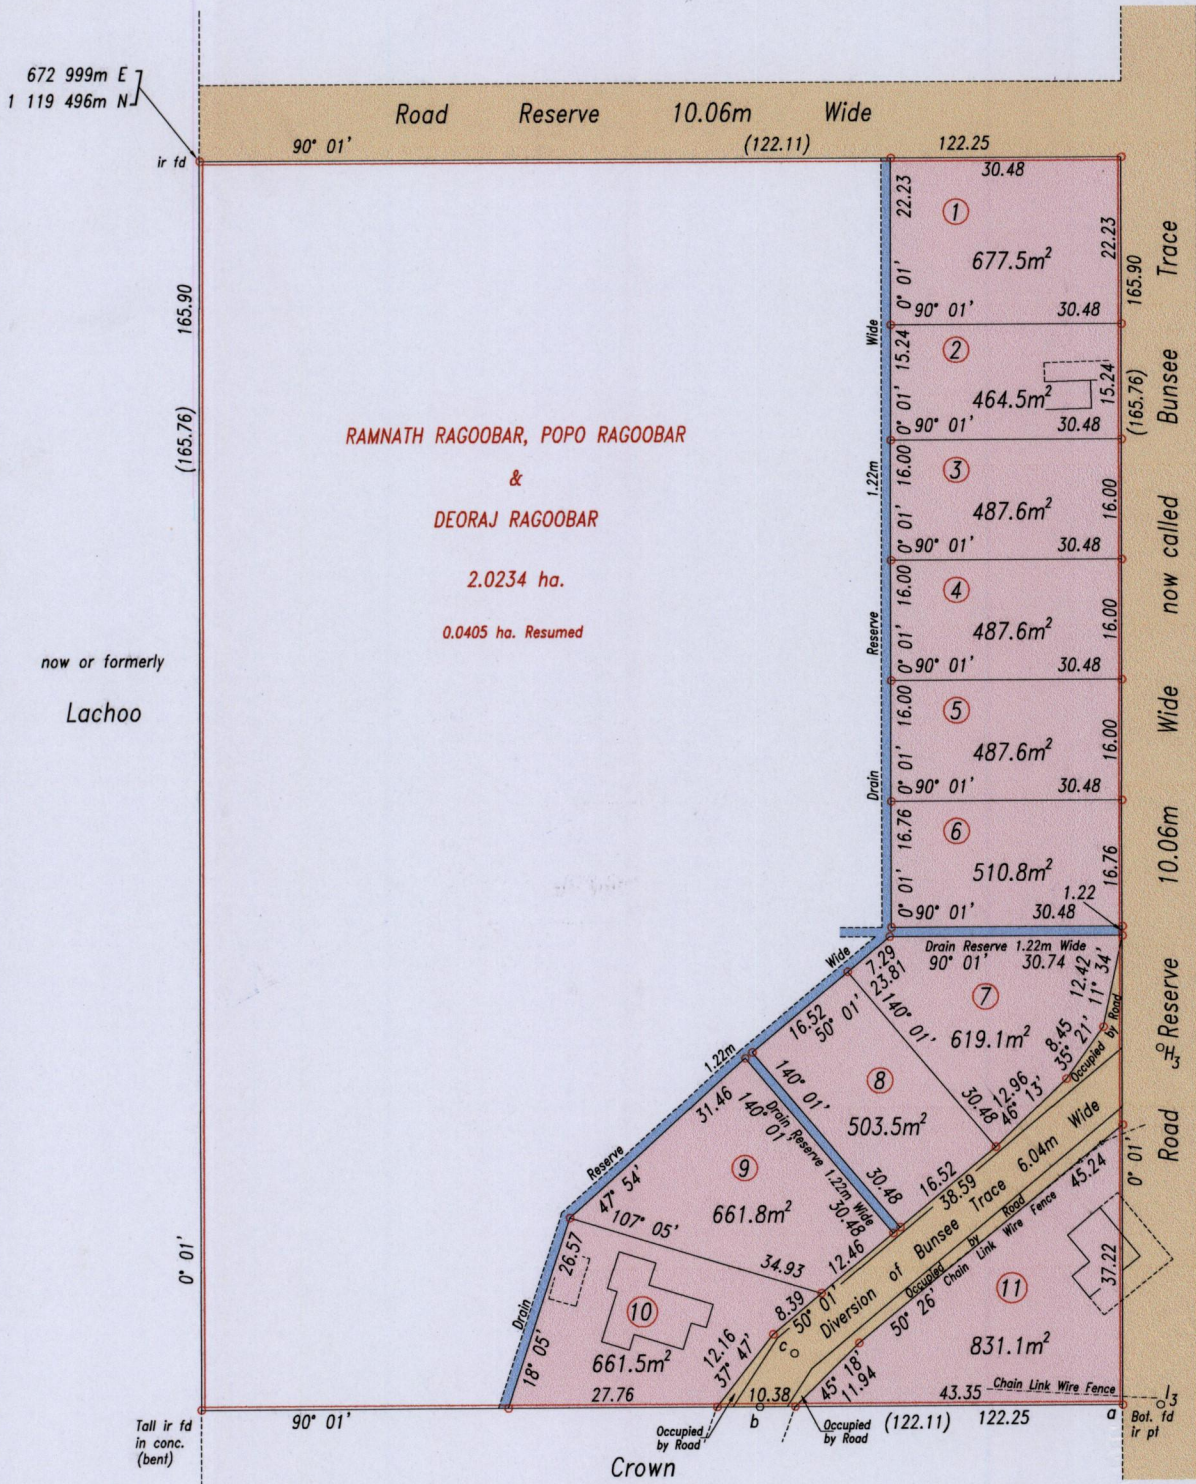 672 999m E
1 119 496m N
ir fd
Road Reserve 10.06m Wide
90° 01' (122.11) 122.25
30.48
22.23
22.23
1
677.5m²
0° 01'
90° 01' 30.48
165.90
165.90
Trace
Wide
15.24
2
15.24
464.5m²
0° 01'
90° 01' 30.48
(165.76)
(165.76)
Bunsee
RAMNATH RAGOOBAR, POPO RAGOOBAR
&
DEORAJ RAGOOBAR
2.0234 ha.
0.0405 ha. Resumed
1.22m
16.00
3
16.00
487.6m²
0° 01'
90° 01' 30.48
now called
16.00
4
16.00
487.6m²
0° 01'
90° 01' 30.48
Reserve
now or formerly
Lachoo
16.00
5
16.00
487.6m²
0° 01'
90° 01' 30.48
Wide
Drain
16.76
6
16.76
510.8m²
0° 01'
90° 01' 30.48
1.22
10.06m
Drain Reserve 1.22m Wide
90° 01' 30.74
Wide
7.29
23.81
12.42
11° 34'
7
619.1m²
140° 01'
30.48
8.45
35° 21'
Occupied by Road
12.96
46° 13'
Reserve
H3
16.52
50° 01'
1.22m
140° 01'
8
503.5m²
30.48
16.52
38.59
31.46
140° 01'
Drain Reserve 1.22m Wide
30.48
Reserve
47° 54'
9
661.8m²
107° 05'
34.93
12.46
Diversion of Bunsee Trace 6.04m Wide
Occupied by Road
Chain Link Wire Fence
45.24
50° 26'
0° 01'
Road
26.57
Drain
18° 05'
10
661.5m²
8.39
50° 01'
12.16
37° 47'
c
11
831.1m²
37.22
45° 18'
11.94
0° 01'
27.76
10.38
43.35
Chain Link Wire Fence
I3
Tall ir fd
in conc.
(bent)
90° 01'
Occupied
by Road
b
Occupied
by Road
(122.11) 122.25
a
Bot. fd
ir pt
Crown